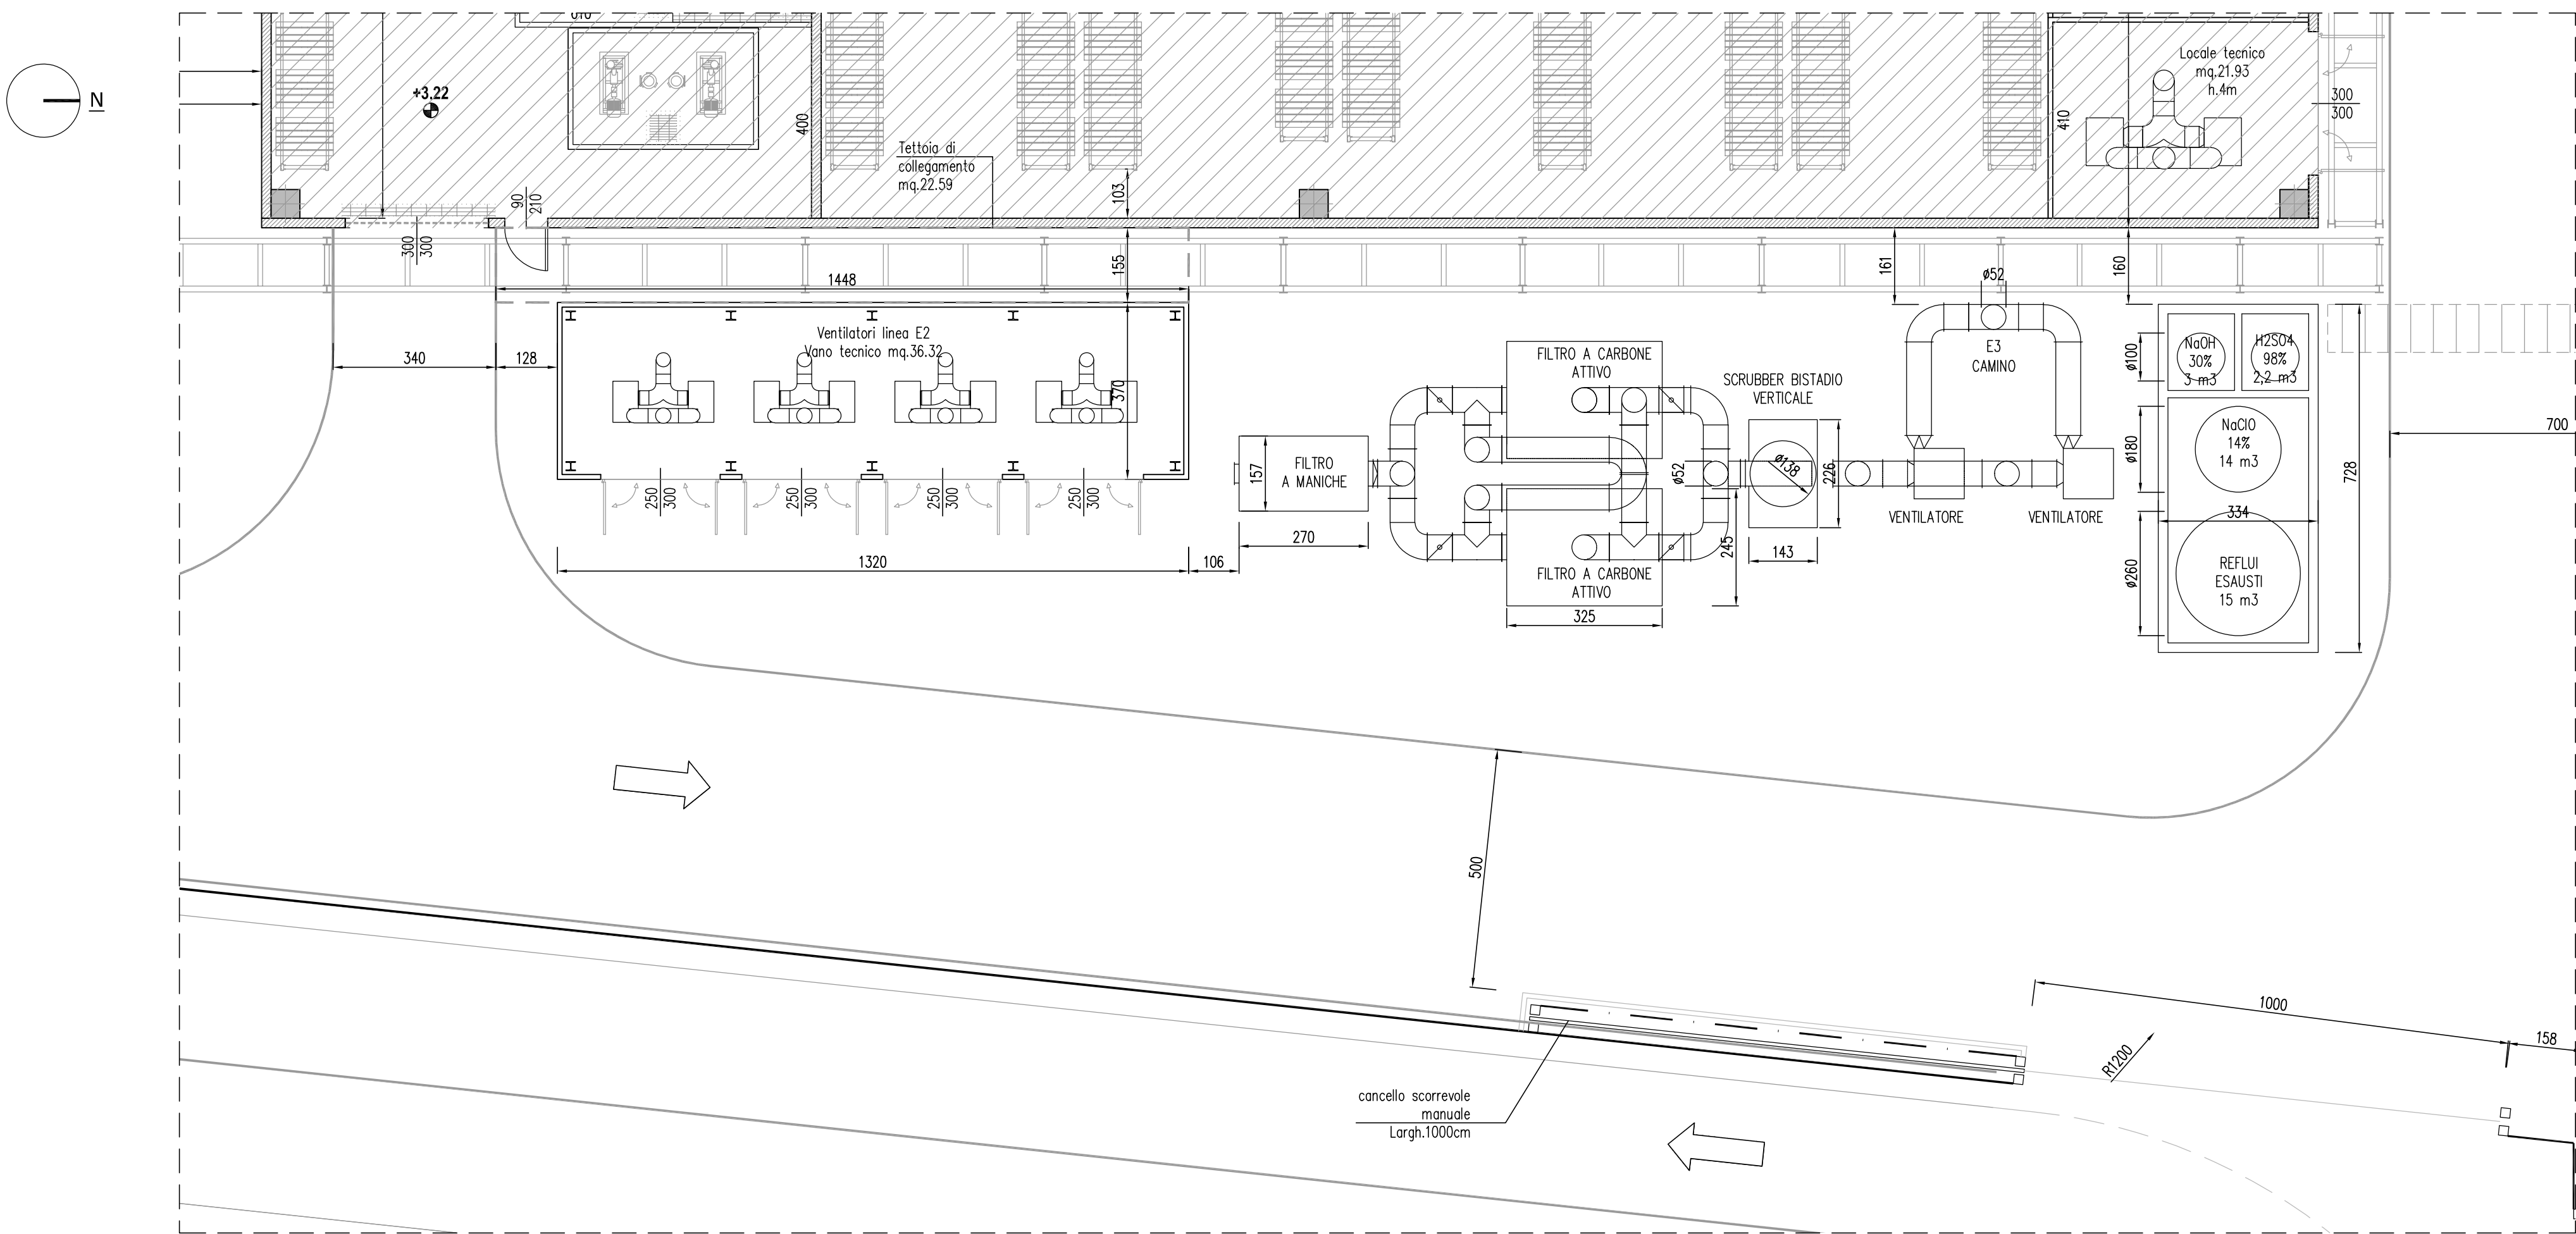 N
+3.22
400
Tettoia di
collegamento
mq.22.59
103
Locale tecnico
mq.21.93
h.4m
410
300
300
90
210
300
300
155
161
160
1448
ø52
340
128
Ventilatori linea E2
Vano tecnico mq.36.32
370
250
300
250
300
250
300
250
300
1320
106
FILTRO
A MANICHE
157
270
FILTRO A CARBONE
ATTIVO
FILTRO A CARBONE
ATTIVO
325
245
ø52
SCRUBBER BISTADIO
VERTICALE
ø138
226
143
E3
CAMINO
VENTILATORE
VENTILATORE
NaOH
30%
3 m3
H2SO4
98%
2,2 m3
ø100
NaClO
14%
14 m3
ø180
334
REFLUI
ESAUSTI
15 m3
ø260
728
700
500
1000
158
R1200
cancello scorrevole
manuale
Largh.1000cm